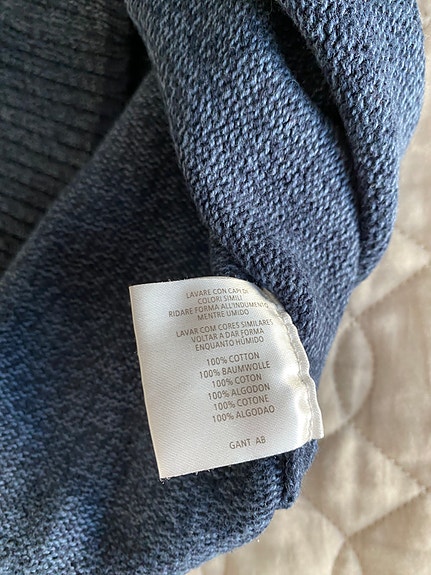 LAVARE CON CAPI DI
COLORI SIMILI
RIDARE FORMA ALL'INDUMENTO
MENTRE UMIDO
LAVAR COM CORES SIMILARES
VOLTAR A DAR FORMA
ENQUANTO HÚMIDO
100% COTTON
100% BAUMWOLLE
100% COTON
100% ALGODON
100% COTONE
100% ALGODAO
GANT AB